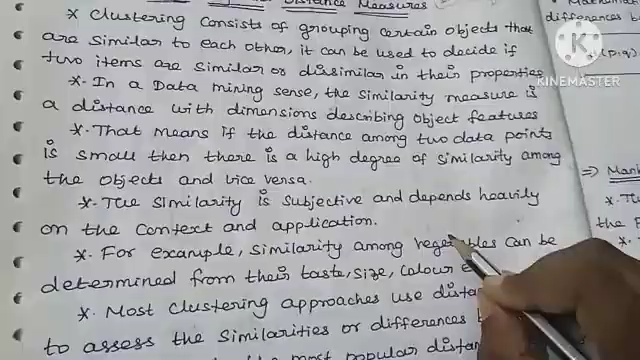 Distance Measures
* Clustering consists of grouping certain objects that
are similar to each other, it can be used to decide if
two items are similar or dissimilar in their properties
*. In a Data mining sense, the similarity measure is
a distance with dimensions describing object features
*. That means if the distance among two data points
is small then there is a high degree of similarity among
the objects and vice versa.
*. The similarity is subjective and depends heavily
on the context and application.
*. For example, similarity among vegetables can be
determined from their taste, size, colour
*. Most clustering approaches use
to assess the similarities or differences
most popular
differences
(p,q)
KINEMASTER
=>
*. The
the
*.